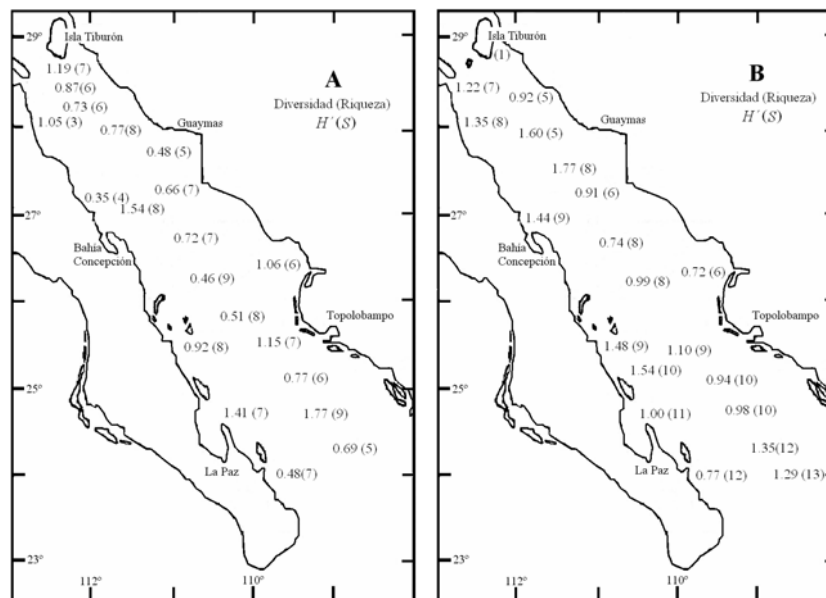 29°
Isla Tiburón
1.19 (7)
0.87(6)
0.73 (6)
1.05 (3)
0.77(8)
A
Diversidad (Riqueza)
H´(S)
Guaymas
0.48 (5)
0.66 (7)
0.35 (4)
1.54 (8)
27°
0.72 (7)
Bahía
Concepción
1.06 (6)
0.46 (9)
0.51 (8)
Topolobampo
0.92 (8)
1.15 (7)
25°
0.77 (6)
1.41 (7)
1.77 (9)
0.69 (5)
La Paz
0.48(7)
23°
112°
110°
29°
Isla Tiburón
(1)
1.22 (7)
0.92 (5)
B
Diversidad (Riqueza)
H´(S)
1.35 (8)
1.60 (5)
Guaymas
1.77 (8)
0.91 (6)
27°
1.44 (9)
0.74 (8)
Bahía
Concepción
0.72 (6)
0.99 (8)
Topolobampo
1.48 (9)
1.10 (9)
1.54 (10)
25°
0.94 (10)
1.00 (11)
0.98 (10)
1.35(12)
La Paz
0.77 (12)
1.29 (13)
23°
112°
110°